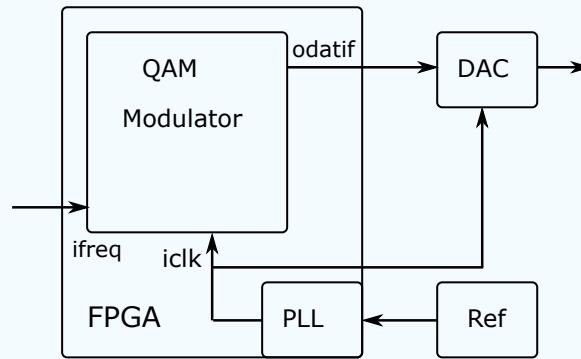 odatif
QAM
DAC
Modulator
ifreq
iclk
FPGA
PLL
Ref